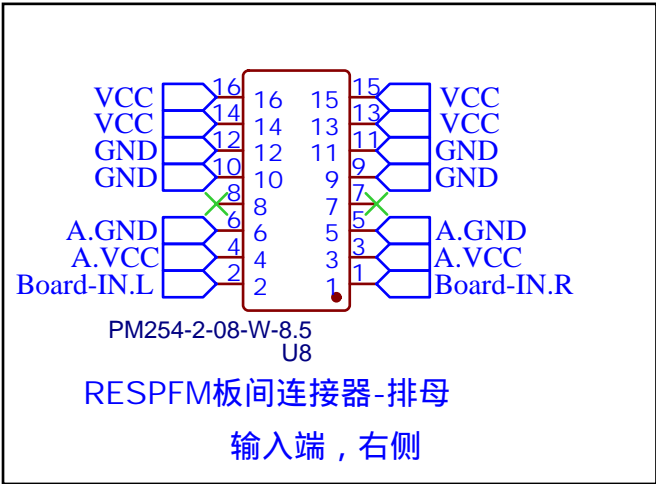 VCC 16 16 15 15 VCC
VCC 14 14 13 13 VCC
GND 12 12 11 11 GND
GND 10 10 9 9 GND
8 8 7 7
A.GND 6 6 5 5 A.GND
A.VCC 4 4 3 3 A.VCC
Board-IN.L 2 2 1 1 Board-IN.R
PM254-2-08-W-8.5
U8
RESPFM板间连接器-排母
输入端，右侧